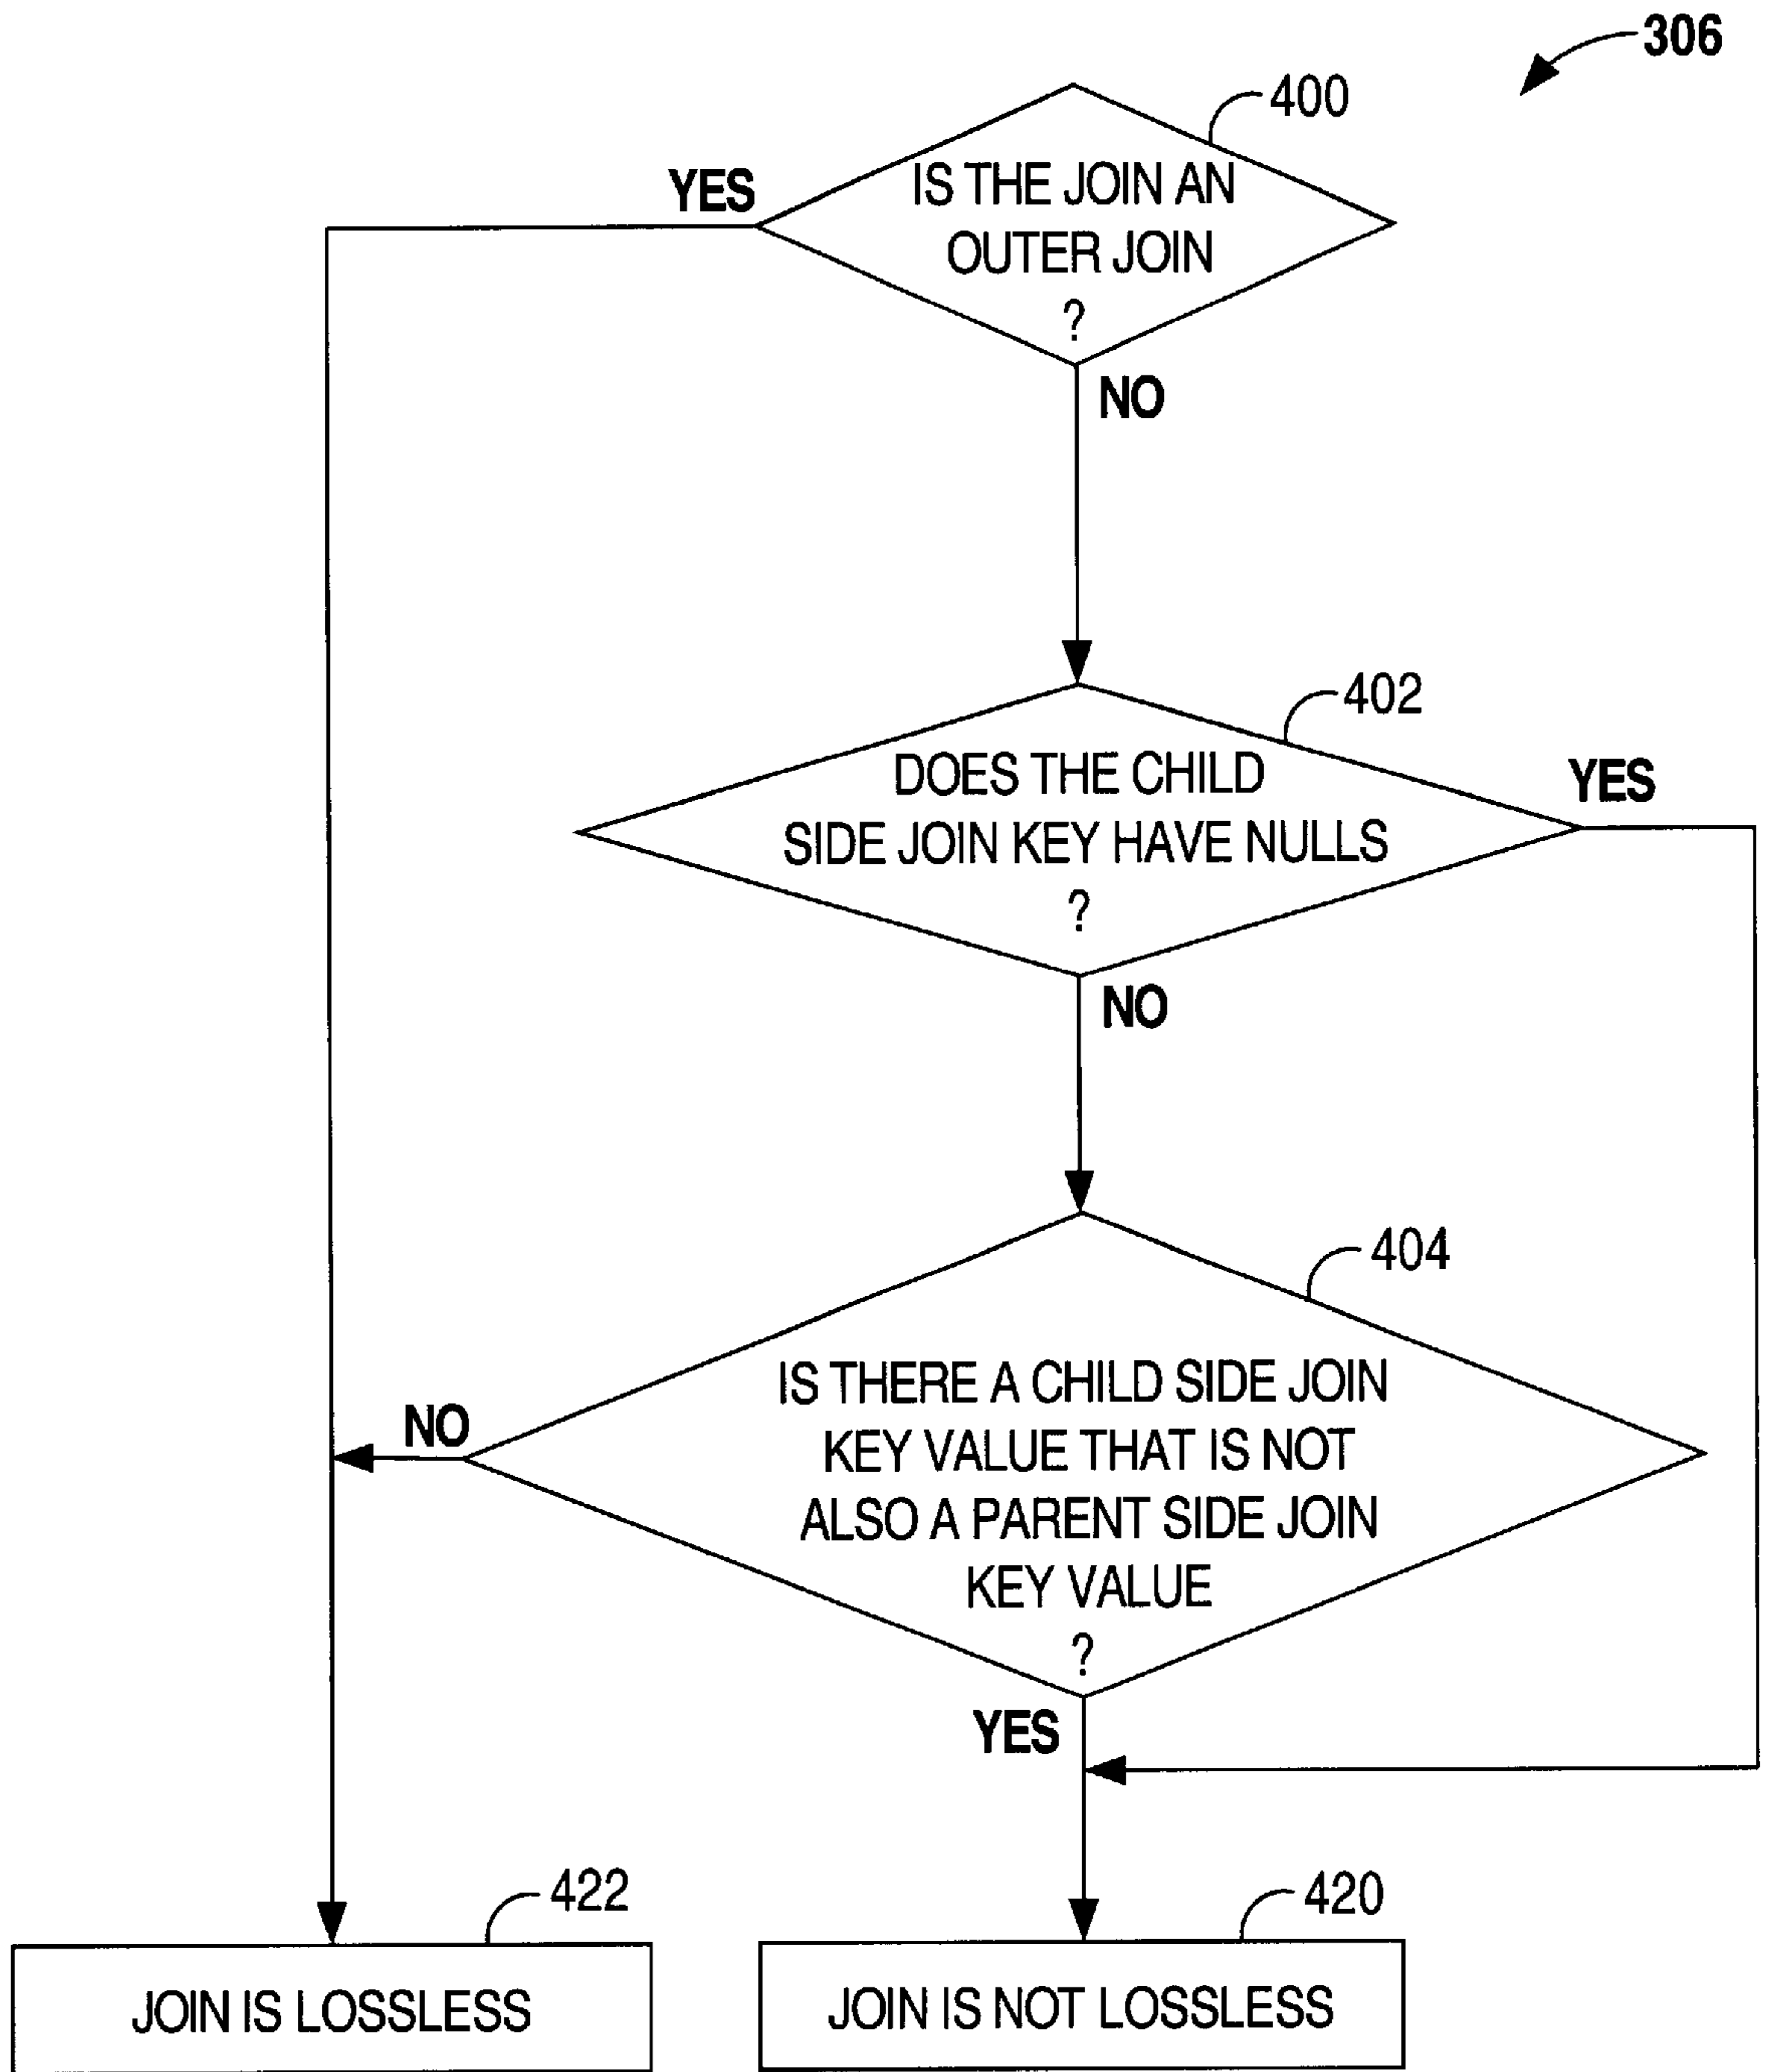 306
400
YES
IS THE JOIN AN
OUTER JOIN
?
NO
402
DOES THE CHILD
YES
SIDE JOIN KEY HAVE NULLS
?
NO
404
IS THERE A CHILD SIDE JOIN
NO
KEY VALUE THAT IS NOT
ALSO A PARENT SIDE JOIN
KEY VALUE
?
YES
422
420
JOIN IS LOSSLESS
JOIN IS NOT LOSSLESS